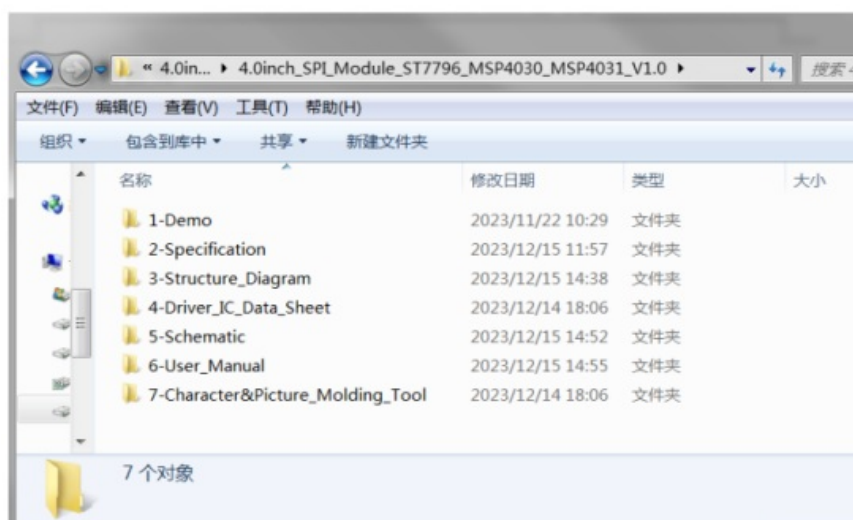 « 4.0in... ▸ 4.0inch_SPI_Module_ST7796_MSP4030_MSP4031_V1.0 ▸ 搜索 4
文件(F) 编辑(E) 查看(V) 工具(T) 帮助(H)
组织 包含到库中 共享 新建文件夹
名称 修改日期 类型 大小
1-Demo 2023/11/22 10:29 文件夹
2-Specification 2023/12/15 11:57 文件夹
3-Structure_Diagram 2023/12/15 14:38 文件夹
4-Driver_IC_Data_Sheet 2023/12/14 18:06 文件夹
5-Schematic 2023/12/15 14:52 文件夹
6-User_Manual 2023/12/15 14:55 文件夹
7-Character&Picture_Molding_Tool 2023/12/14 18:06 文件夹
7 个对象